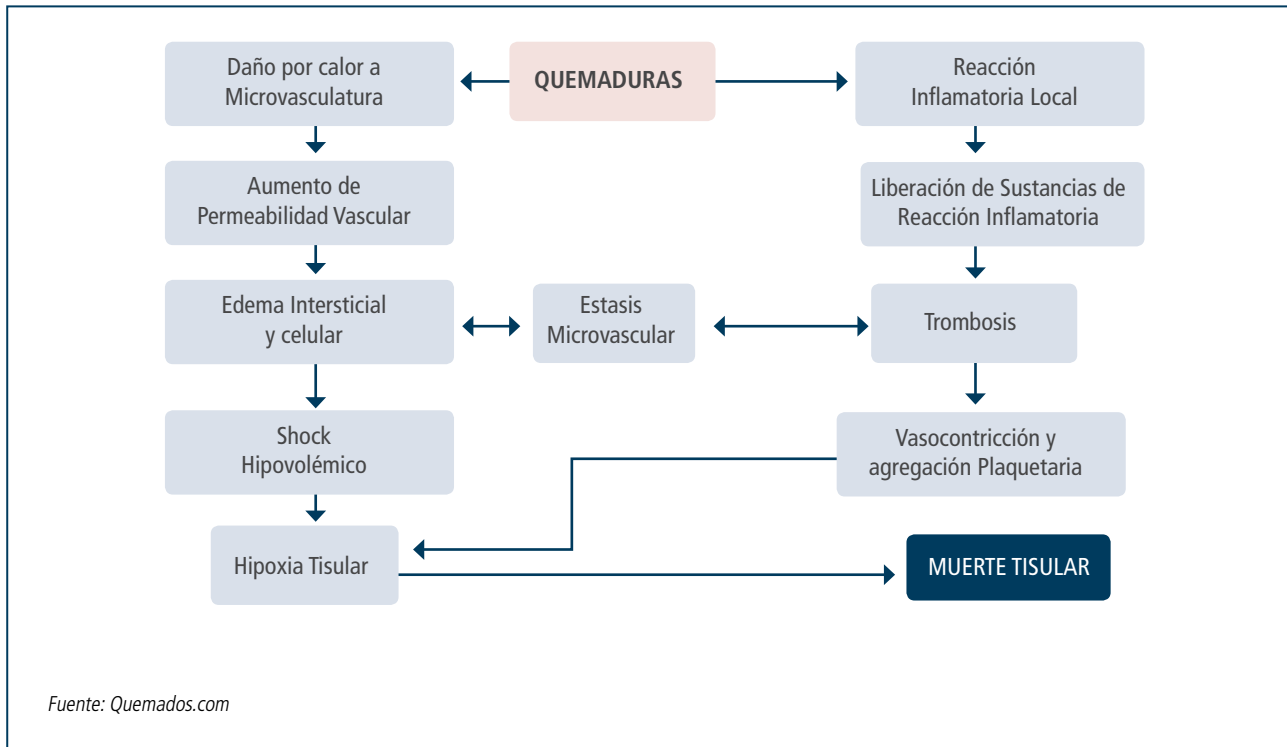 Daño por calor a
Microvasculatura
QUEMADURAS
Reacción
Inflamatoria Local
Aumento de
Permeabilidad Vascular
Liberación de Sustancias de
Reacción Inflamatoria
Edema Intersticial
y celular
Estasis
Microvascular
Trombosis
Shock
Hipovolémico
Vasocontricción y
agregación Plaquetaria
Hipoxia Tisular
MUERTE TISULAR
Fuente: Quemados.com